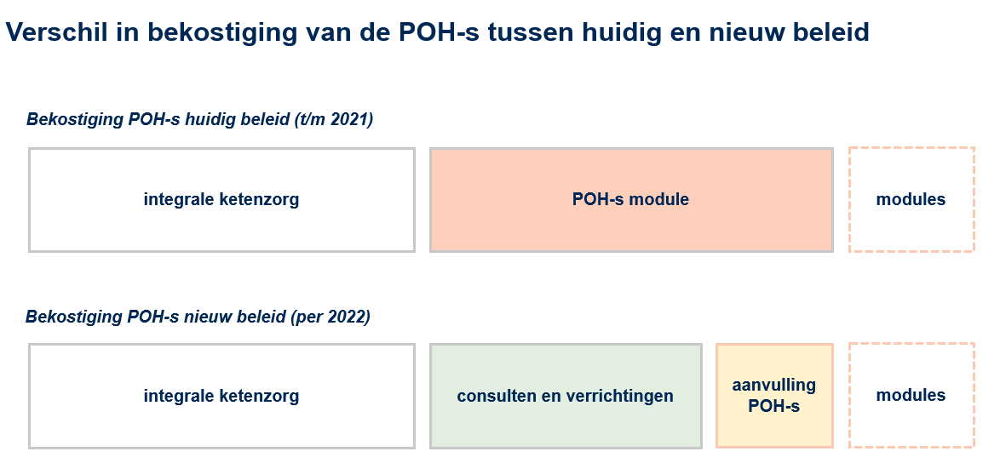 Verschil in bekostiging van de POH-s tussen huidig en nieuw beleid
Bekostiging POH-s huidig beleid (t/m 2021)
integrale ketenzorg
POH-s module
modules
Bekostiging POH-s nieuw beleid (per 2022)
integrale ketenzorg
consulten en verrichtingen
aanvulling
POH-s
modules